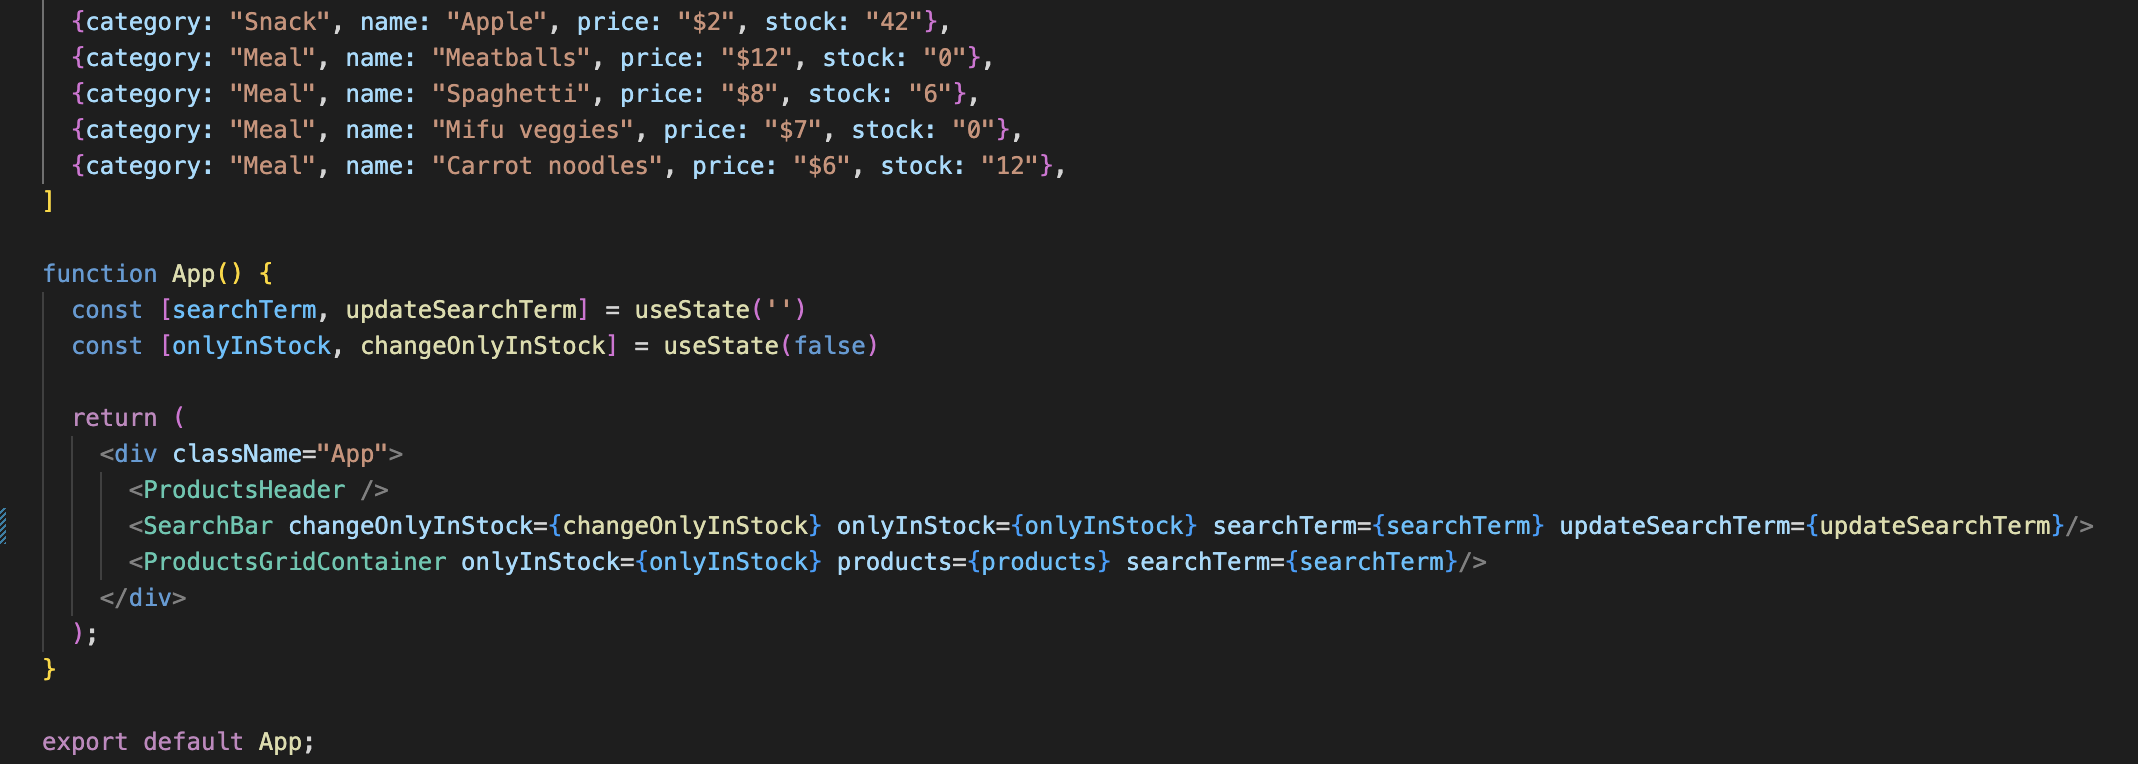 {category: "Snack", name: "Apple", price: "$2", stock: "42"},
{category: "Meal", name: "Meatballs", price: "$12", stock: "0"},
{category: "Meal", name: "Spaghetti", price: "$8", stock: "6"},
{category: "Meal", name: "Mifu veggies", price: "$7", stock: "0"},
{category: "Meal", name: "Carrot noodles", price: "$6", stock: "12"},
]
function App() {
const [searchTerm, updateSearchTerm] = useState('')
const [onlyInStock, changeOnlyInStock] = useState(false)
return (
<div className="App">
<ProductsHeader />
<SearchBar changeOnlyInStock={changeOnlyInStock} onlyInStock={onlyInStock} searchTerm={searchTerm} updateSearchTerm={updateSearchTerm}/>
<ProductsGridContainer onlyInStock={onlyInStock} products={products} searchTerm={searchTerm}/>
</div>
);
}
export default App;